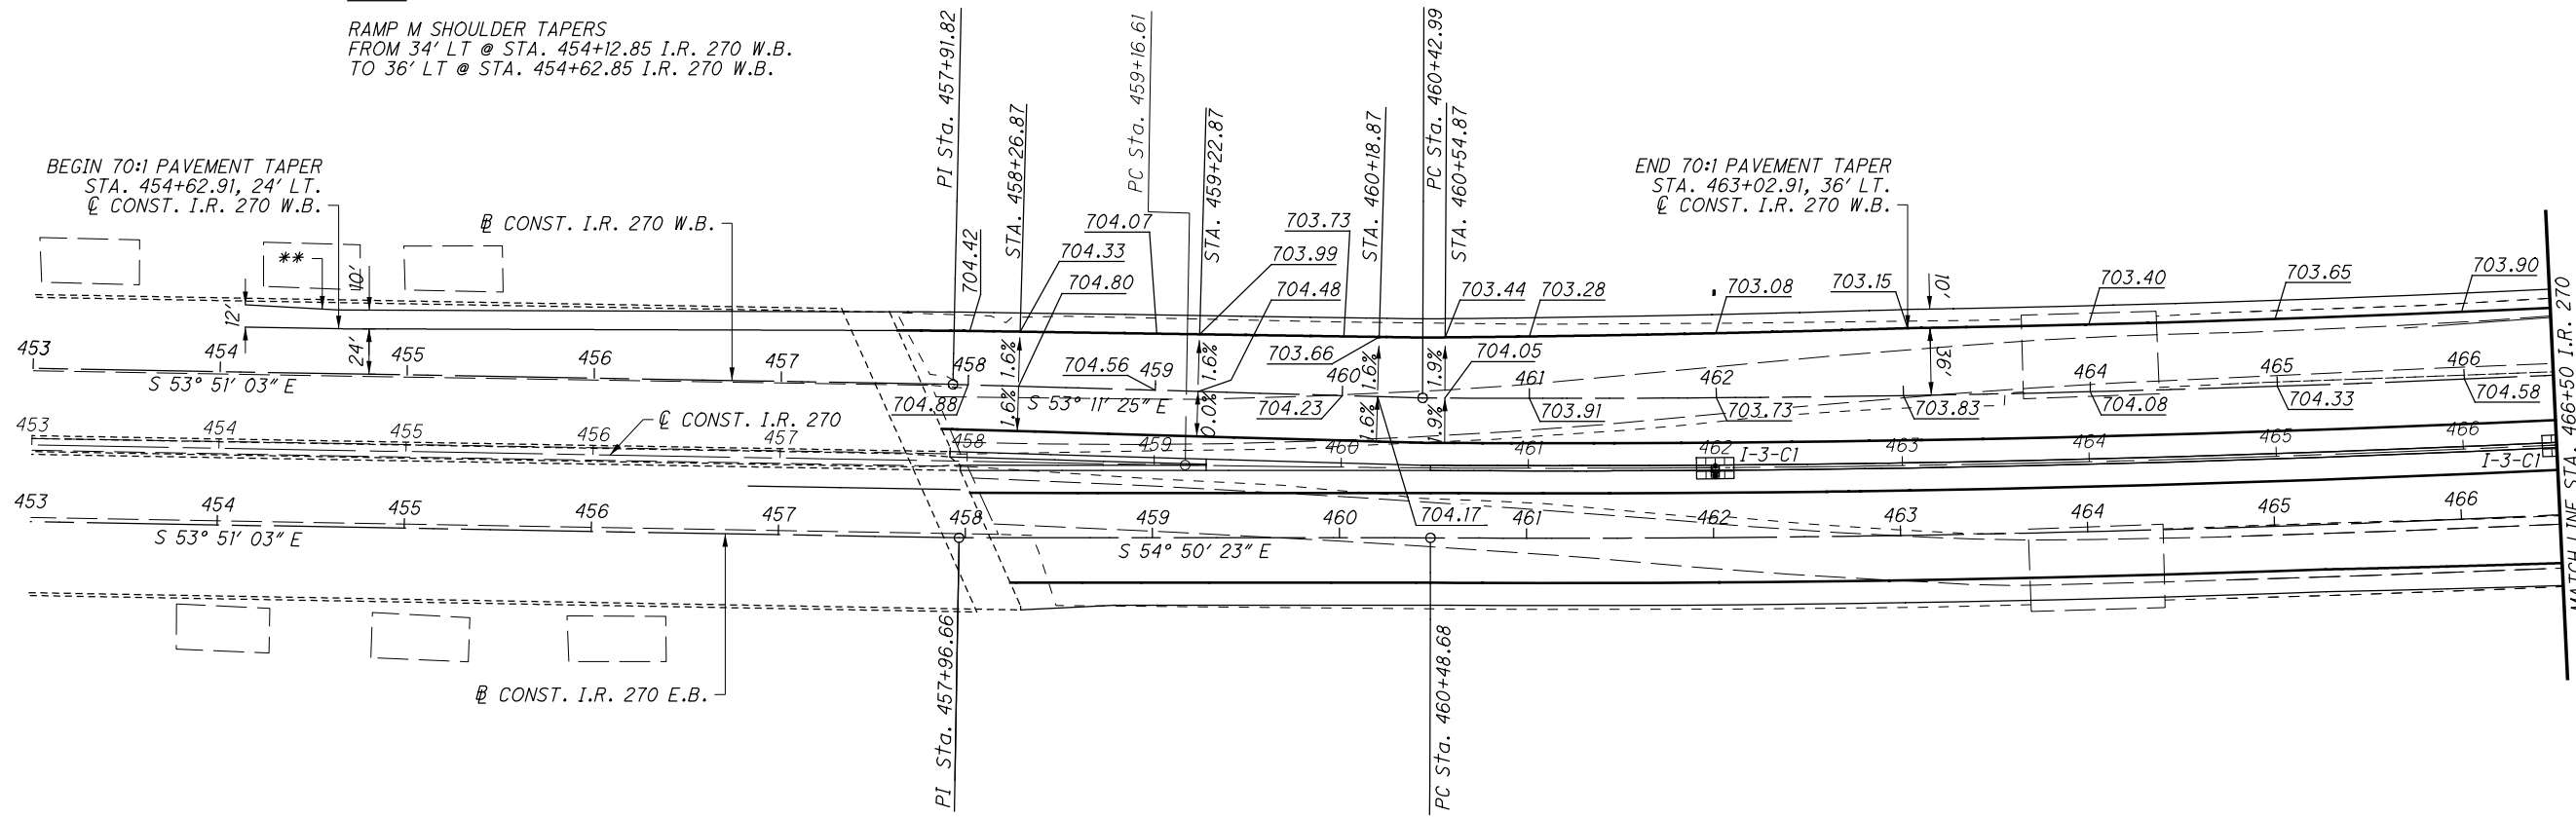 RAMP M SHOULDER TAPERS
FROM 34' LT @ STA. 454+12.85 I.R. 270 W.B.
TO 36' LT @ STA. 454+62.85 I.R. 270 W.B.
BEGIN 70:1 PAVEMENT TAPER
STA. 454+62.91, 24' LT.
℄ CONST. I.R. 270 W.B.
**
10'
12'
24'
CONST. I.R. 270 W.B.
PI Sta. 457+91.82
704.42
STA. 458+26.87
704.33
704.80
704.07
PC Sta. 459+16.61
STA. 459+22.87
703.99
704.48
703.73
STA. 460+18.87
PC Sta. 460+42.99
STA. 460+54.87
703.44
703.28
703.08
END 70:1 PAVEMENT TAPER
STA. 463+02.91, 36' LT.
℄ CONST. I.R. 270 W.B.
703.15
10'
36'
703.40
703.65
703.90
453 454 455 456 457 458 459 460 461 462 464 465 466
S 53° 51' 03" E
S 53° 11' 25" E
704.88
1.6%
1.6%
704.56
1.6%
0.0%
704.23
703.66
1.6%
1.6%
1.9%
1.9%
704.05
703.91
703.73
703.83
704.08
704.33
704.58
℄ CONST. I.R. 270
453 454 455 456 457 458 459 460 461 462 463 464 465 466
I-3-C1
I-3-C1
704.17
453 454 455 456 457 458 459 460 461 462 463 464 465 466
S 53° 51' 03" E
S 54° 50' 23" E
CONST. I.R. 270 E.B.
PI Sta. 457+96.66
PC Sta. 460+48.68
MATCH LINE STA. 466+50 I.R. 270